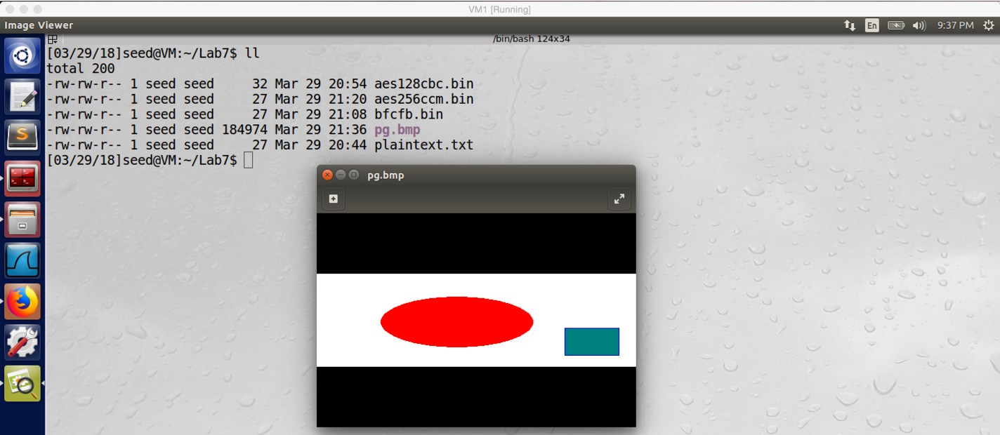 VM1 [Running]
Image Viewer En 9:37 PM
/bin/bash 124x34
[03/29/18]seed@VM:~/Lab7$ ll
total 200
-rw-rw-r-- 1 seed seed     32 Mar 29 20:54 aes128cbc.bin
-rw-rw-r-- 1 seed seed     27 Mar 29 21:20 aes256ccm.bin
-rw-rw-r-- 1 seed seed     27 Mar 29 21:08 bfcfb.bin
-rw-rw-r-- 1 seed seed 184974 Mar 29 21:36 pg.bmp
-rw-rw-r-- 1 seed seed     27 Mar 29 20:44 plaintext.txt
[03/29/18]seed@VM:~/Lab7$
pg.bmp